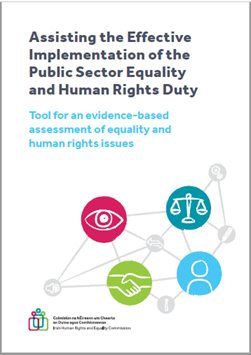 Assisting the Effective
Implementation of the
Public Sector Equality
and Human Rights Duty
Tool for an evidence-based
assessment of equality and
human rights issues
Coimisiún na hÉireann um Chearta
an Duine agus Comhionannas
Irish Human Rights and Equality Commission